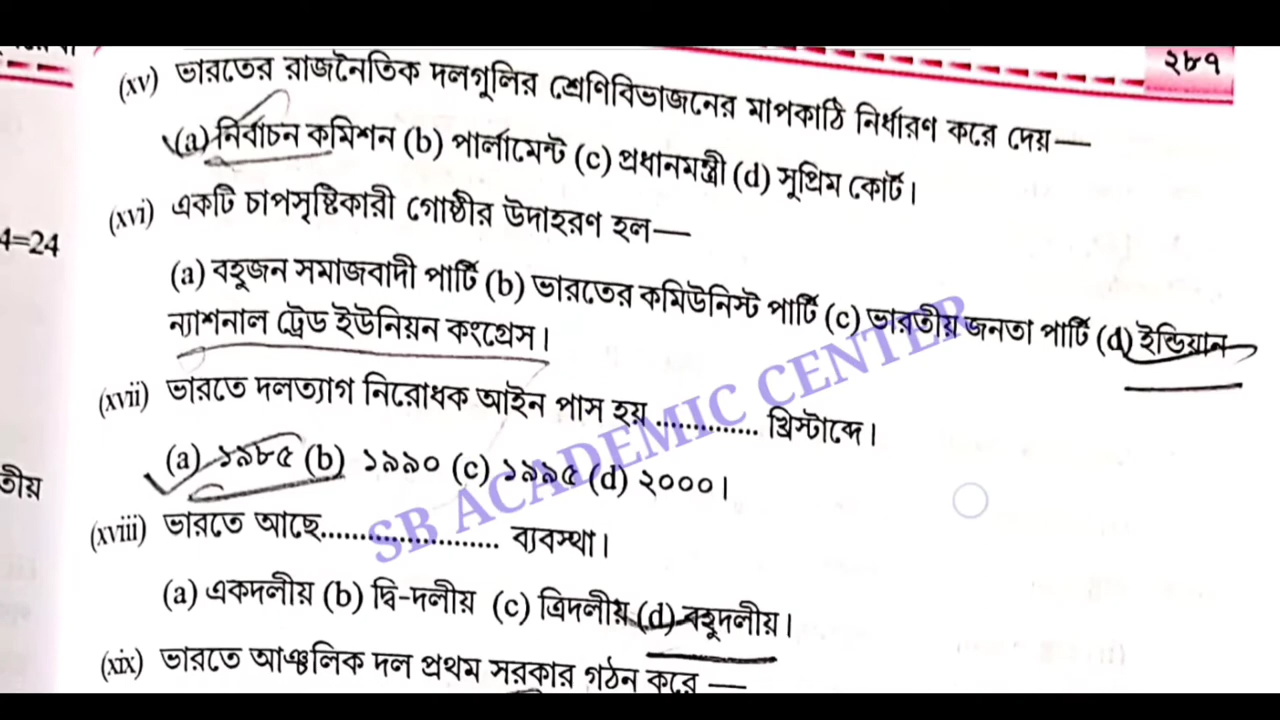 ২৮৭
(xv) ভারতের রাজনৈতিক দলগুলির শ্রেণিবিভাজনের মাপকাঠি নির্ধারণ করে দেয়—
(a) নির্বাচন কমিশন (b) পার্লামেন্ট (c) প্রধানমন্ত্রী (d) সুপ্রিম কোর্ট।
(xvi) একটি চাপসৃষ্টিকারী গোষ্ঠীর উদাহরণ হল—
4=24
(a) বহুজন সমাজবাদী পার্টি (b) ভারতের কমিউনিস্ট পার্টি (c) ভারতীয় জনতা পার্টি (d) ইন্ডিয়ান
ন্যাশনাল ট্রেড ইউনিয়ন কংগ্রেস।
(xvii) ভারতে দলত্যাগ নিরোধক আইন পাস হয় .............. খ্রিস্টাব্দে।
(a) ১৯৮৫ (b) ১৯৯০ (c) ১৯৯৫ (d) ২০০০।
তীয়
(xviii) ভারতে আছে....................... ব্যবস্থা।
(a) একদলীয় (b) দ্বি-দলীয় (c) ত্রিদলীয় (d) বহুদলীয়।
(xix) ভারতে আঞ্চলিক দল প্রথম সরকার গঠন করে —
SB ACADEMIC CENTER